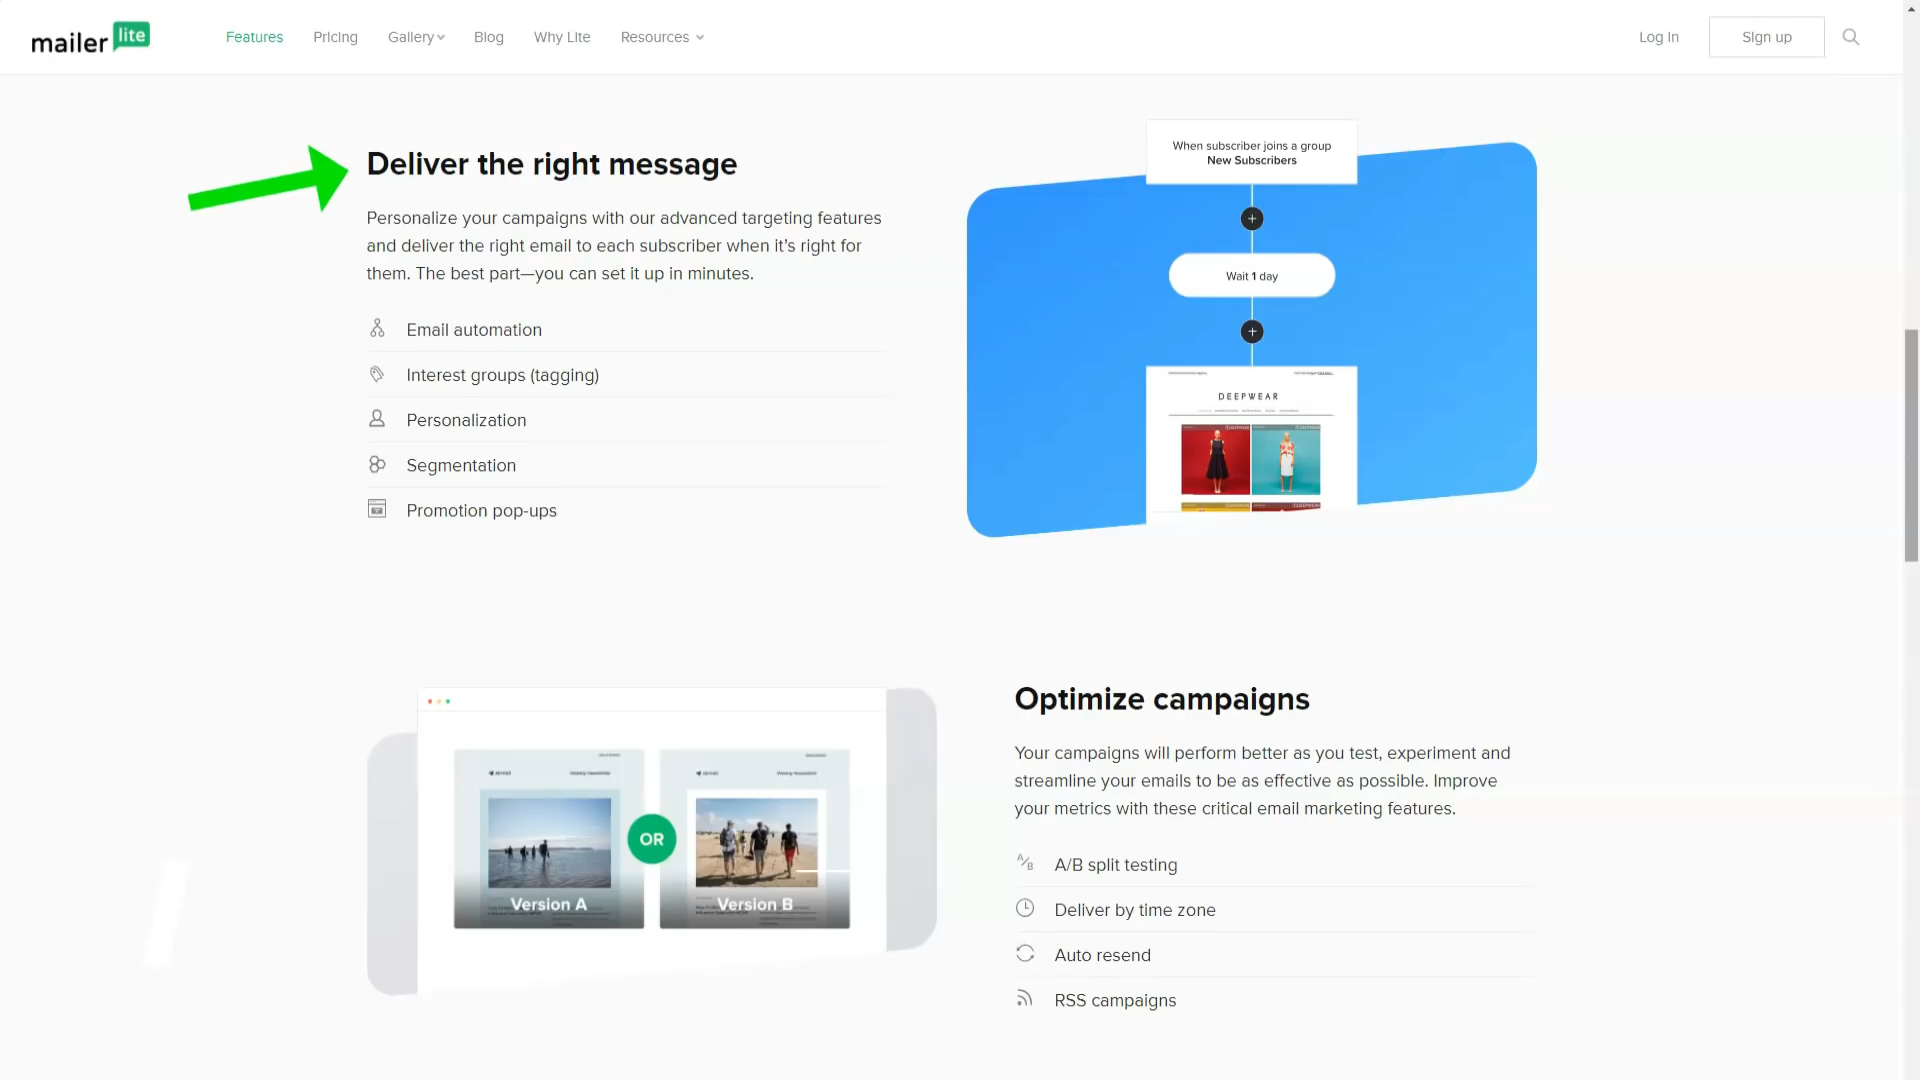 mailer lite
Features
Pricing
Gallery
Blog
Why Lite
Resources
Log In
Sign up
Deliver the right message
Personalize your campaigns with our advanced targeting features
and deliver the right email to each subscriber when it’s right for
them. The best part—you can set it up in minutes.
Email automation
Interest groups (tagging)
Personalization
Segmentation
Promotion pop-ups
When subscriber joins a group
New Subscribers
Wait 1 day
DEEPWEAR
Version A
OR
Version B
Optimize campaigns
Your campaigns will perform better as you test, experiment and
streamline your emails to be as effective as possible. Improve
your metrics with these critical email marketing features.
A/B split testing
Deliver by time zone
Auto resend
RSS campaigns